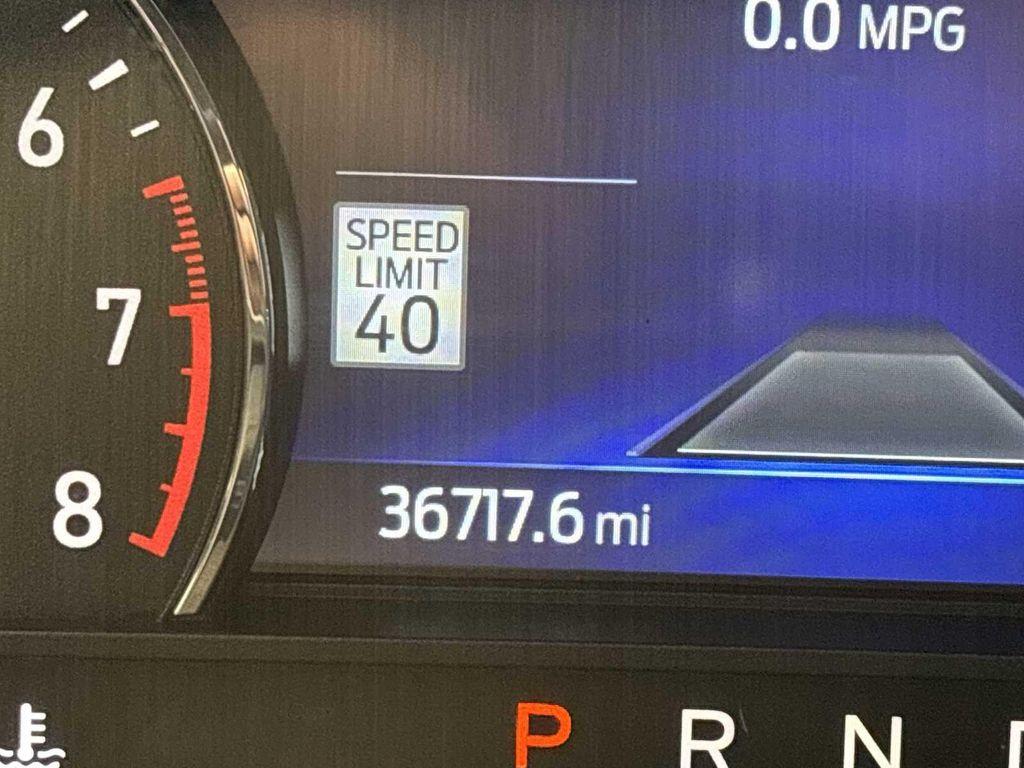 0.0 MPG
6
SPEED
LIMIT
40
7
8
36717.6 mi
P R N